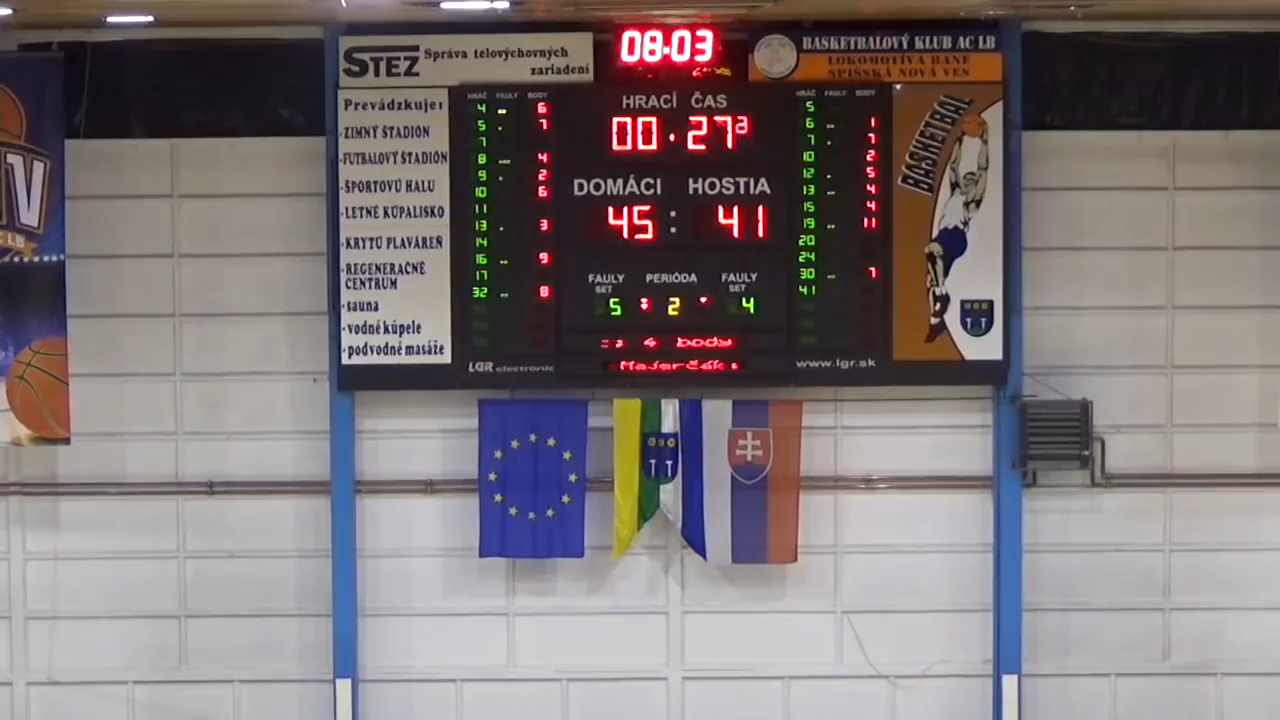 STEZ Správa telovýchovných
zariadení
08:03
BASKETBALOVÝ KLUB AC LB
LOKOMOTÍVA BANE
SPIŠSKÁ NOVÁ VES
Prevádzkuje:
-ZIMNÝ ŠTADIÓN
-FUTBALOVÝ ŠTADIÓN
-ŠPORTOVÚ HALU
-LETNÉ KÚPALISKO
-KRYTÚ PLAVÁREŇ
-REGENERAČNÉ
CENTRUM
-sauna
-vodné kúpele
-podvodné masáže
HRÁČ FAULY BODY
4 6
5 7
7
8 4
9 2
10 6
11
13 3
14
16 9
17
32 8
LGR electronic
HRACÍ ČAS
00.27
DOMÁCI HOSTIA
45 : 41
FAULY PERIÓDA FAULY
SET SET
5 2 4
4 body
Majerčák
HRÁČ FAULY BODY
5
6 1
7 7
10 2
12 5
13 4
15 4
19 11
20
24
30 7
41
www.lgr.sk
BASKETBAL
V
LB